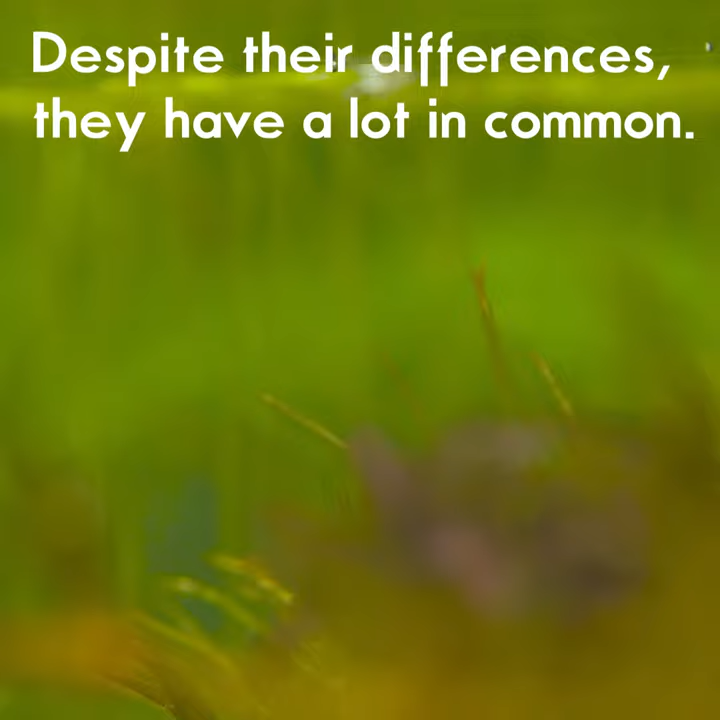 Despite their differences,
they have a lot in common.